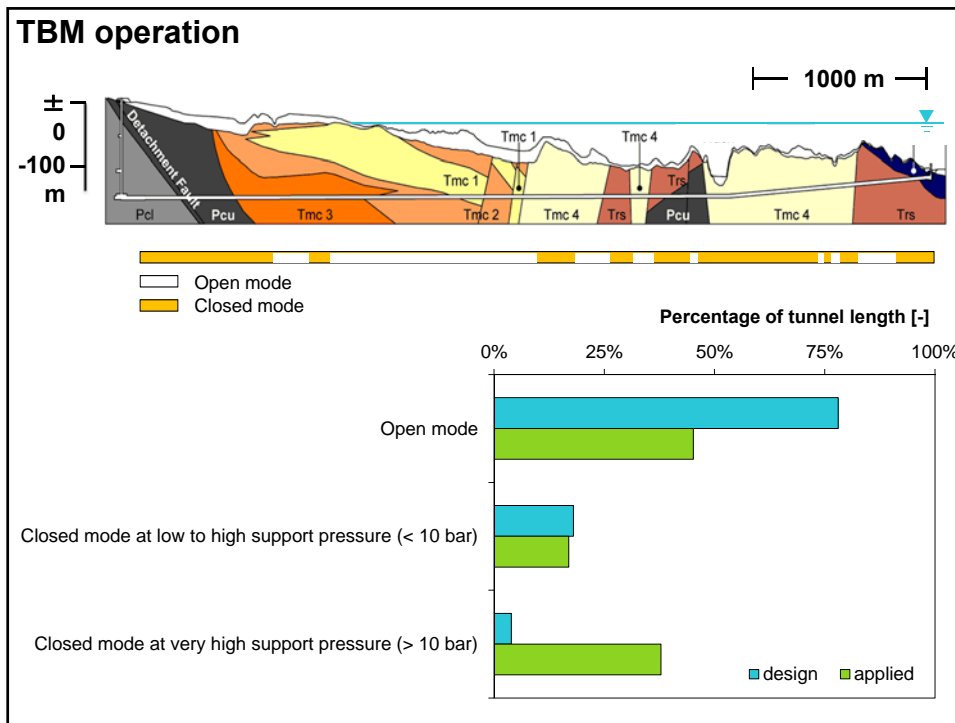 TBM operation
1000 m
±
0
-100
m
Detachment Fault
Tmc 1
Tmc 4
Tmc 1
Trs
Pcl
Pcu
Tmc 3
Tmc 2
Tmc 4
Trs
Pcu
Tmc 4
Trs
Open mode
Closed mode
Percentage of tunnel length [-]
0%
25%
50%
75%
100%
Open mode
Closed mode at low to high support pressure (< 10 bar)
Closed mode at very high support pressure (> 10 bar)
design
applied